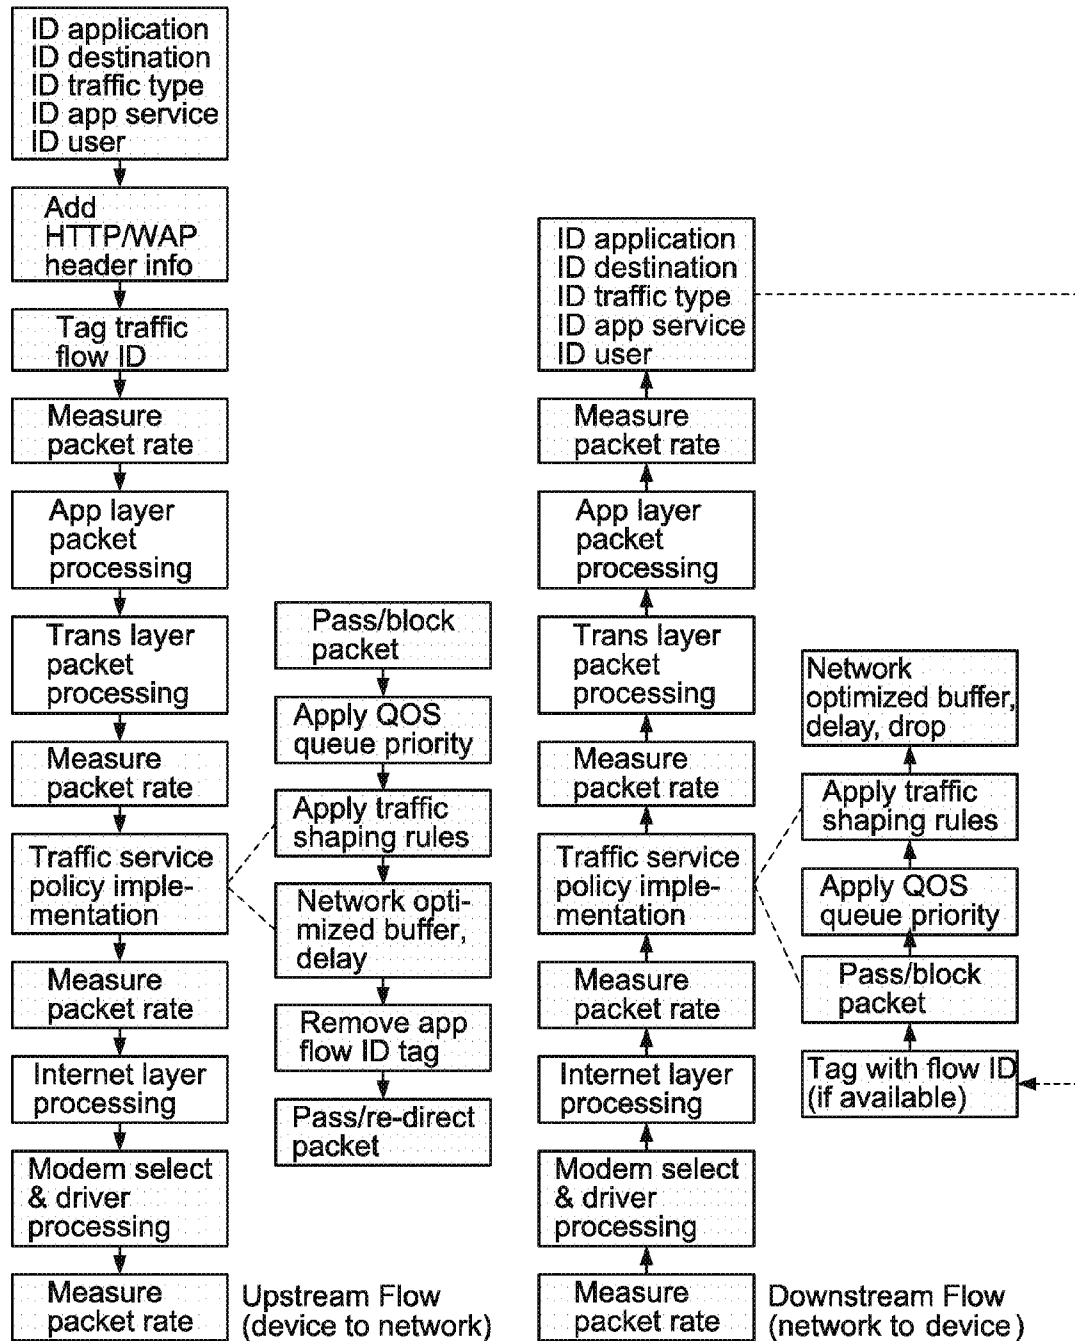 ID application
ID destination
ID traffic type
ID app service
ID user
Add
HTTP/WAP
header info
Tag traffic
flow ID
Measure
packet rate
App layer
packet
processing
Trans layer
packet
processing
Measure
packet rate
Traffic service
policy imple-
mentation
Measure
packet rate
Internet layer
processing
Modem select
& driver
processing
Measure
packet rate
Pass/block
packet
Apply QOS
queue priority
Apply traffic
shaping rules
Network opti-
mized buffer,
delay
Remove app
flow ID tag
Pass/re-direct
packet
Upstream Flow
(device to network)
ID application
ID destination
ID traffic type
ID app service
ID user
Measure
packet rate
App layer
packet
processing
Trans layer
packet
processing
Measure
packet rate
Traffic service
policy imple-
mentation
Measure
packet rate
Internet layer
processing
Modem select
& driver
processing
Measure
packet rate
Network
optimized buffer,
delay, drop
Apply traffic
shaping rules
Apply QOS
queue priority
Pass/block
packet
Tag with flow ID
(if available)
Downstream Flow
(network to device)